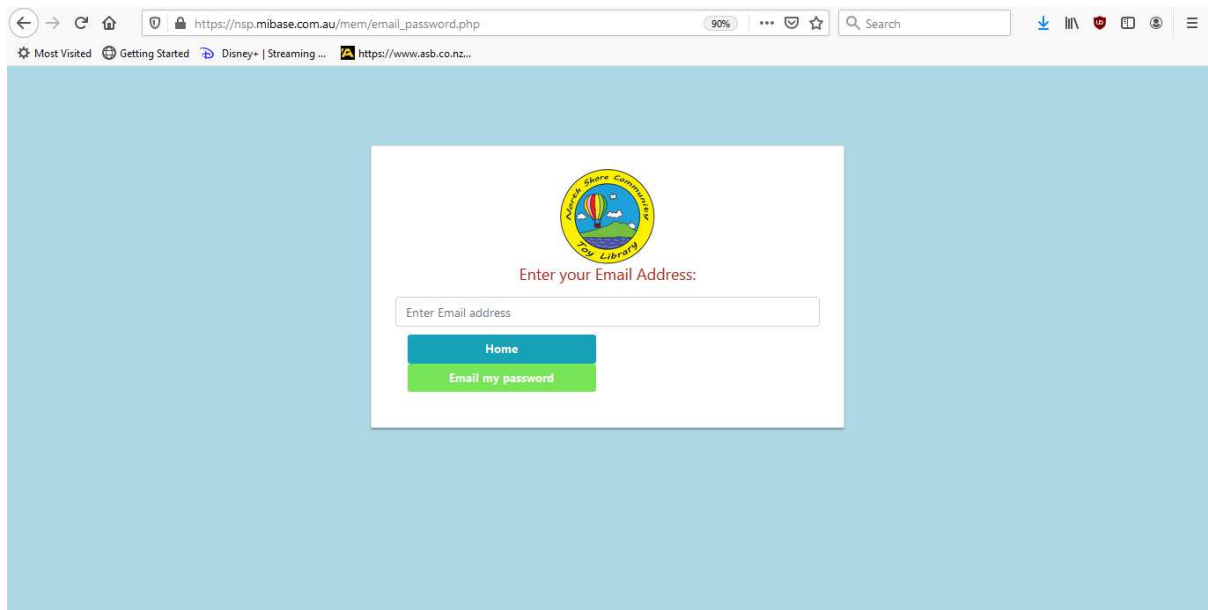 https://nsp.mibase.com.au/mem/email_password.php
90%
Search
Most Visited
Getting Started
Disney+ | Streaming ...
https://www.asb.co.nz...
North Shore Community
Toy Library
Enter your Email Address:
Enter Email address
Home
Email my password